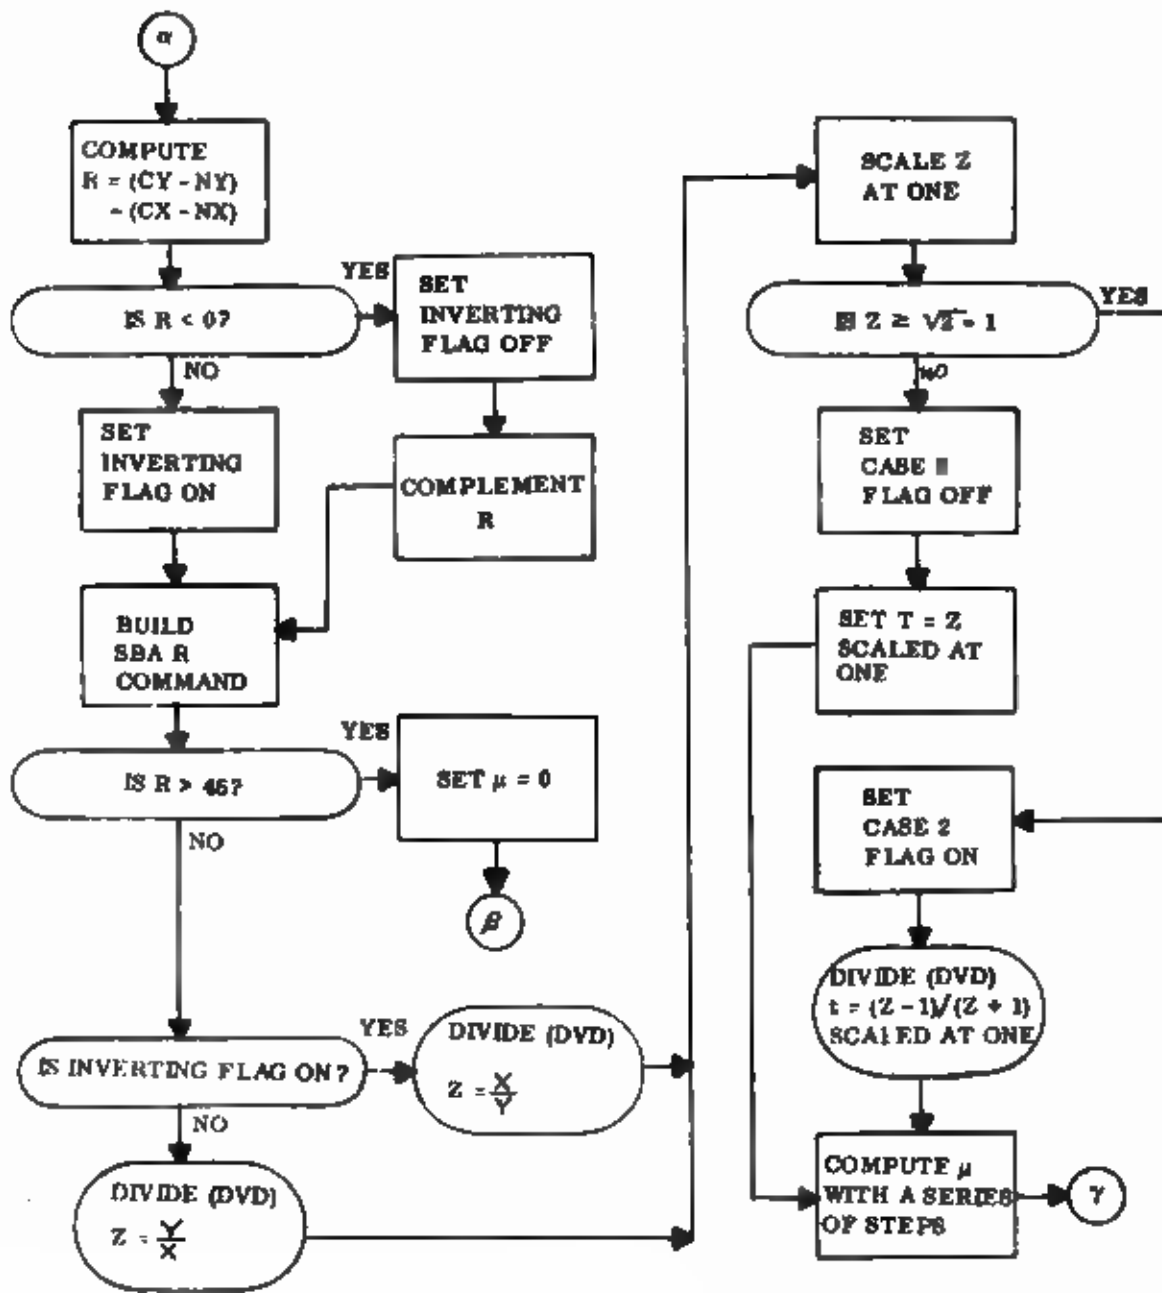 α
COMPUTE
R = (CY - NY)
- (CX - NX)
IS R < 0?
YES
SET
INVERTING
FLAG OFF
NO
SET
INVERTING
FLAG ON
COMPLEMENT
R
BUILD
SBA R
COMMAND
IS R > 46?
YES
SET μ = 0
NO
β
IS INVERTING FLAG ON?
YES
DIVIDE (DVD)
Z = X/Y
NO
DIVIDE (DVD)
Z = Y/X
SCALE Z
AT ONE
Z ≥ √2 - 1
YES
NO
SET
CASE
FLAG OFF
SET T = Z
SCALED AT
ONE
SET
CASE 2
FLAG ON
DIVIDE (DVD)
t = (Z - 1)/(Z + 1)
SCALED AT ONE
COMPUTE μ
WITH A SERIES
OF STEPS
γ